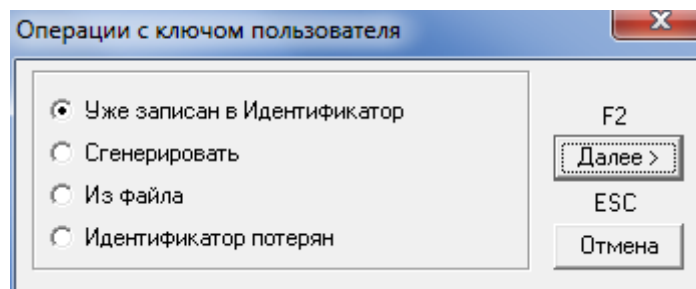 Операции с ключом пользователя
Уже записан в Идентификатор
Сгенерировать
Из файла
Идентификатор потерян
F2
Далее >
ESC
Отмена